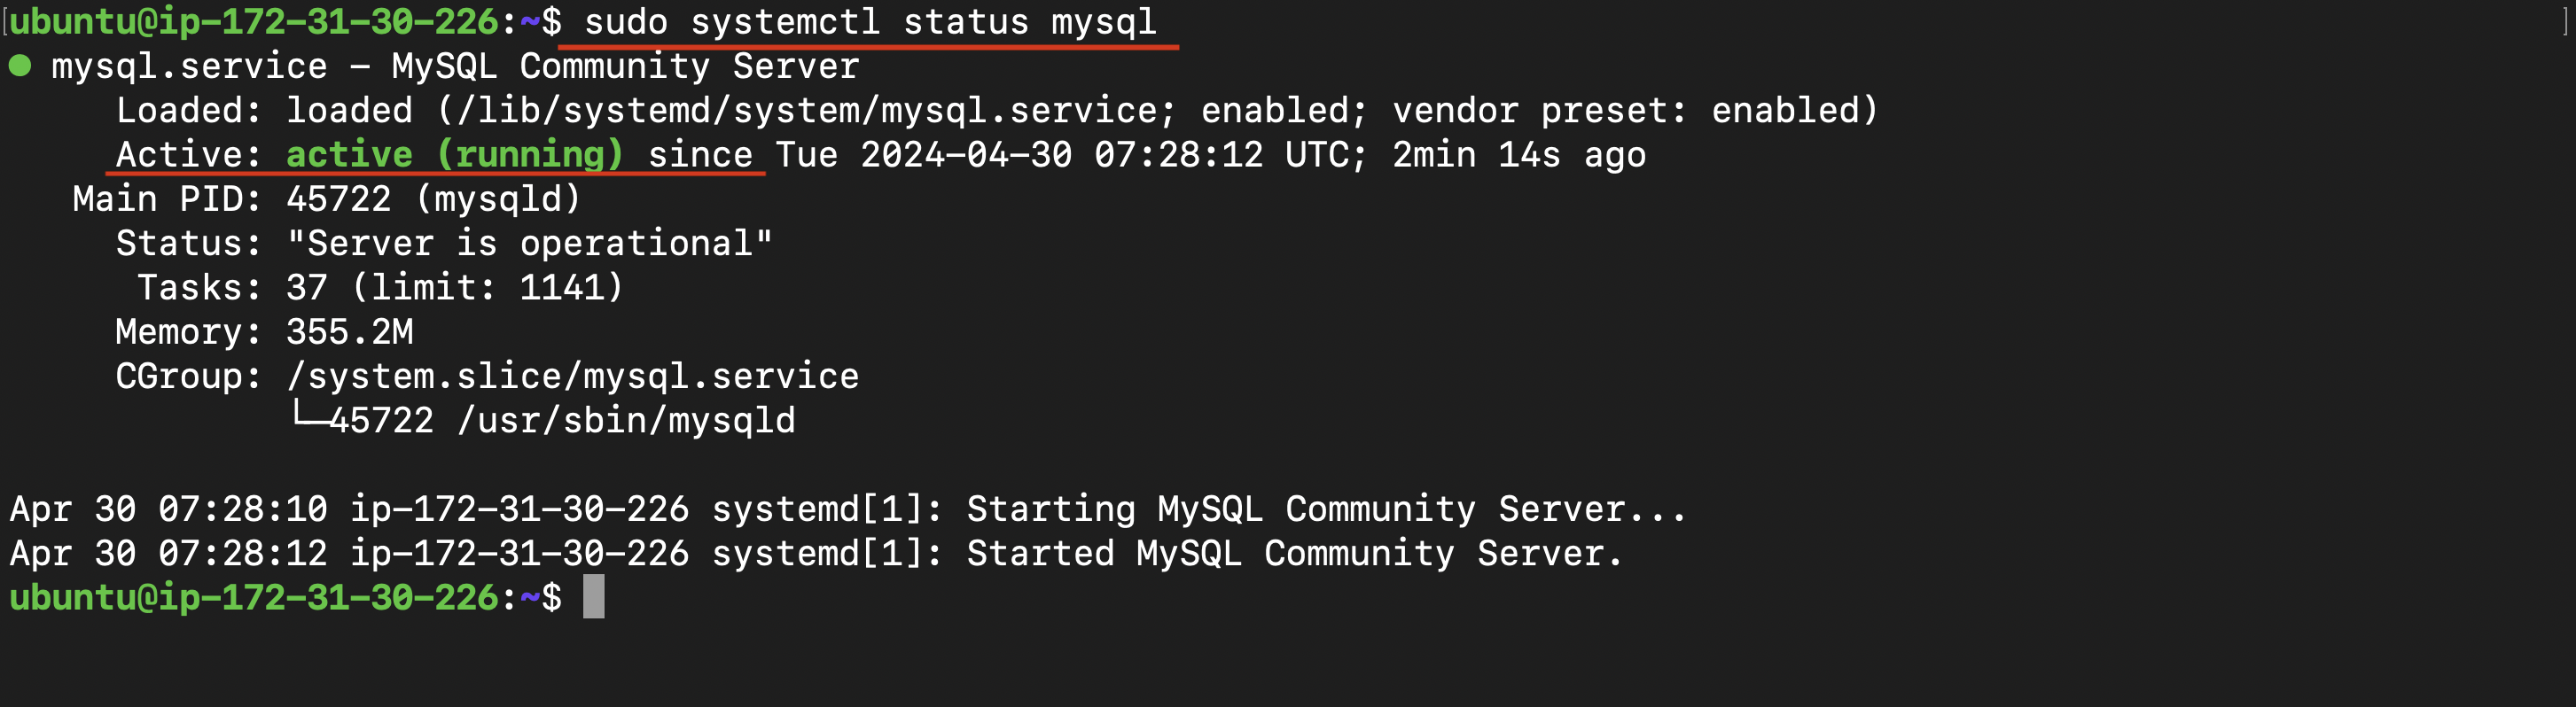 [ubuntu@ip-172-31-30-226:~$ sudo systemctl status mysql ]
● mysql.service – MySQL Community Server
Loaded: loaded (/lib/systemd/system/mysql.service; enabled; vendor preset: enabled)
Active: active (running) since Tue 2024-04-30 07:28:12 UTC; 2min 14s ago
Main PID: 45722 (mysqld)
Status: "Server is operational"
Tasks: 37 (limit: 1141)
Memory: 355.2M
CGroup: /system.slice/mysql.service
└─45722 /usr/sbin/mysqld
Apr 30 07:28:10 ip-172-31-30-226 systemd[1]: Starting MySQL Community Server...
Apr 30 07:28:12 ip-172-31-30-226 systemd[1]: Started MySQL Community Server.
ubuntu@ip-172-31-30-226:~$